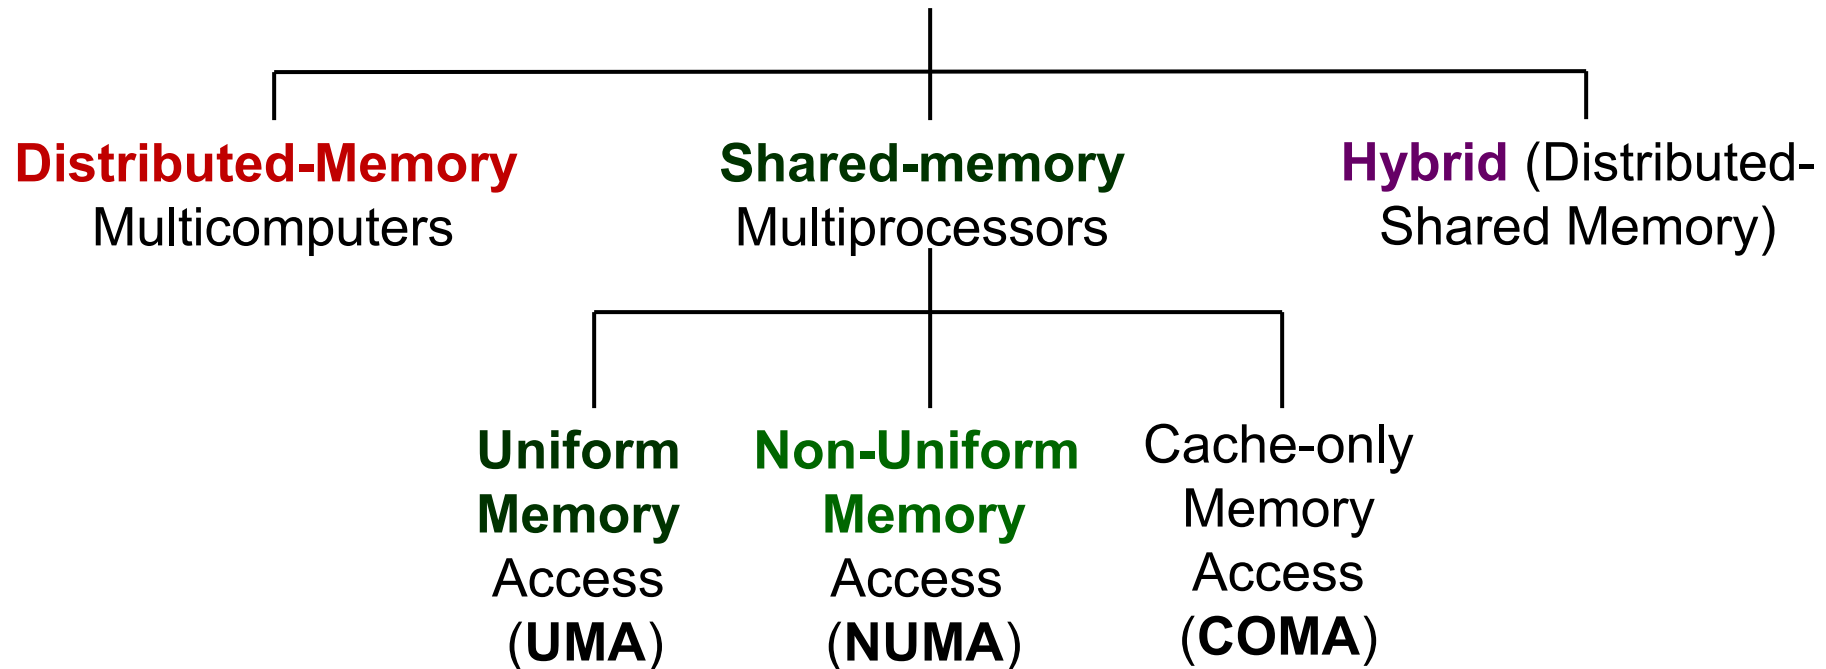 Distributed-Memory
Multicomputers
Shared-memory
Multiprocessors
Hybrid (Distributed-
Shared Memory)
Uniform
Memory
Access
(UMA)
Non-Uniform
Memory
Access
(NUMA)
Cache-only
Memory
Access
(COMA)